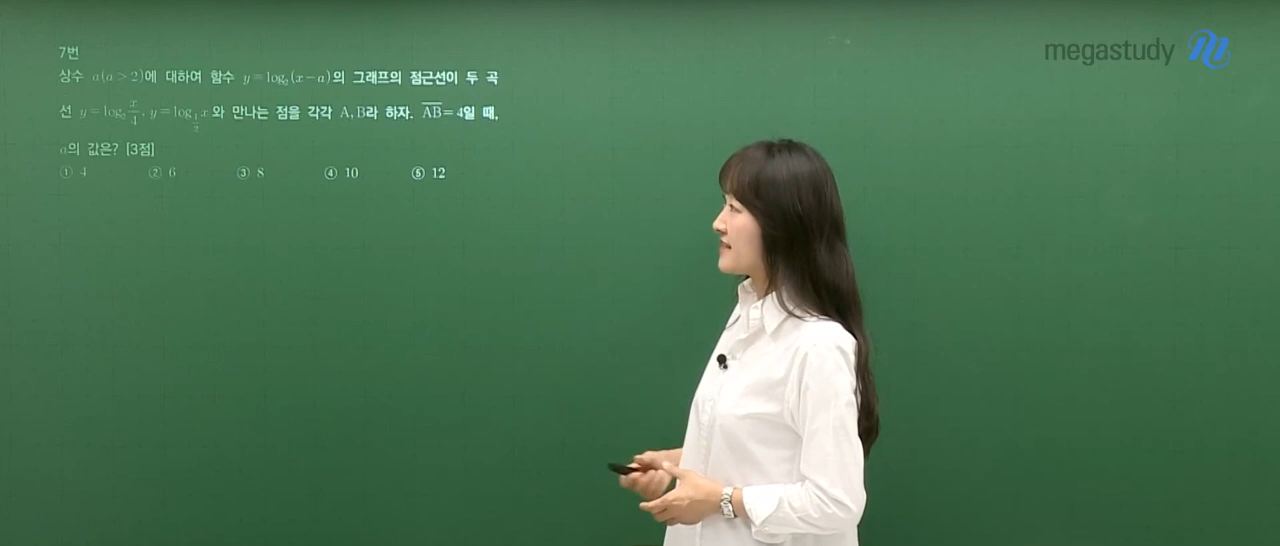 megastudy
7번
상수 a(a>2)에 대하여 함수 y=log₂(x-a)의 그래프의 점근선이 두 곡
선 y=log₂ x/4, y=log_{1/2} x와 만나는 점을 각각 A, B라 하자. \overline{AB}=4일 때,
a의 값은? [3점]
① 4 ② 6 ③ 8 ④ 10 ⑤ 12